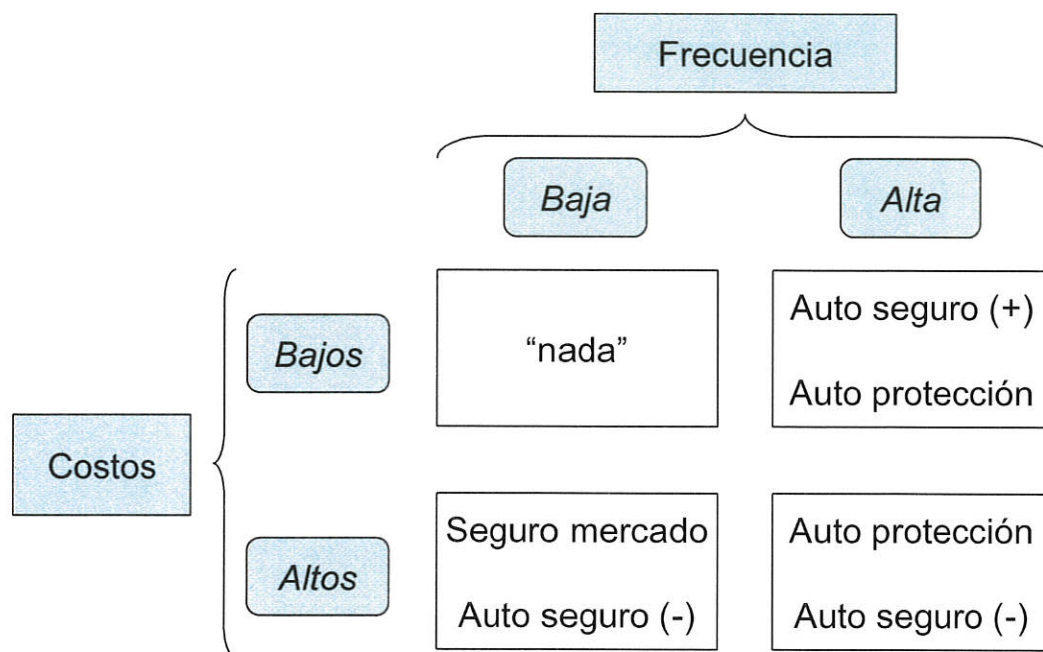 Frecuencia
Baja
Alta
Bajos
“nada”
Auto seguro (+)
Auto protección
Costos
Altos
Seguro mercado
Auto seguro (-)
Auto protección
Auto seguro (-)